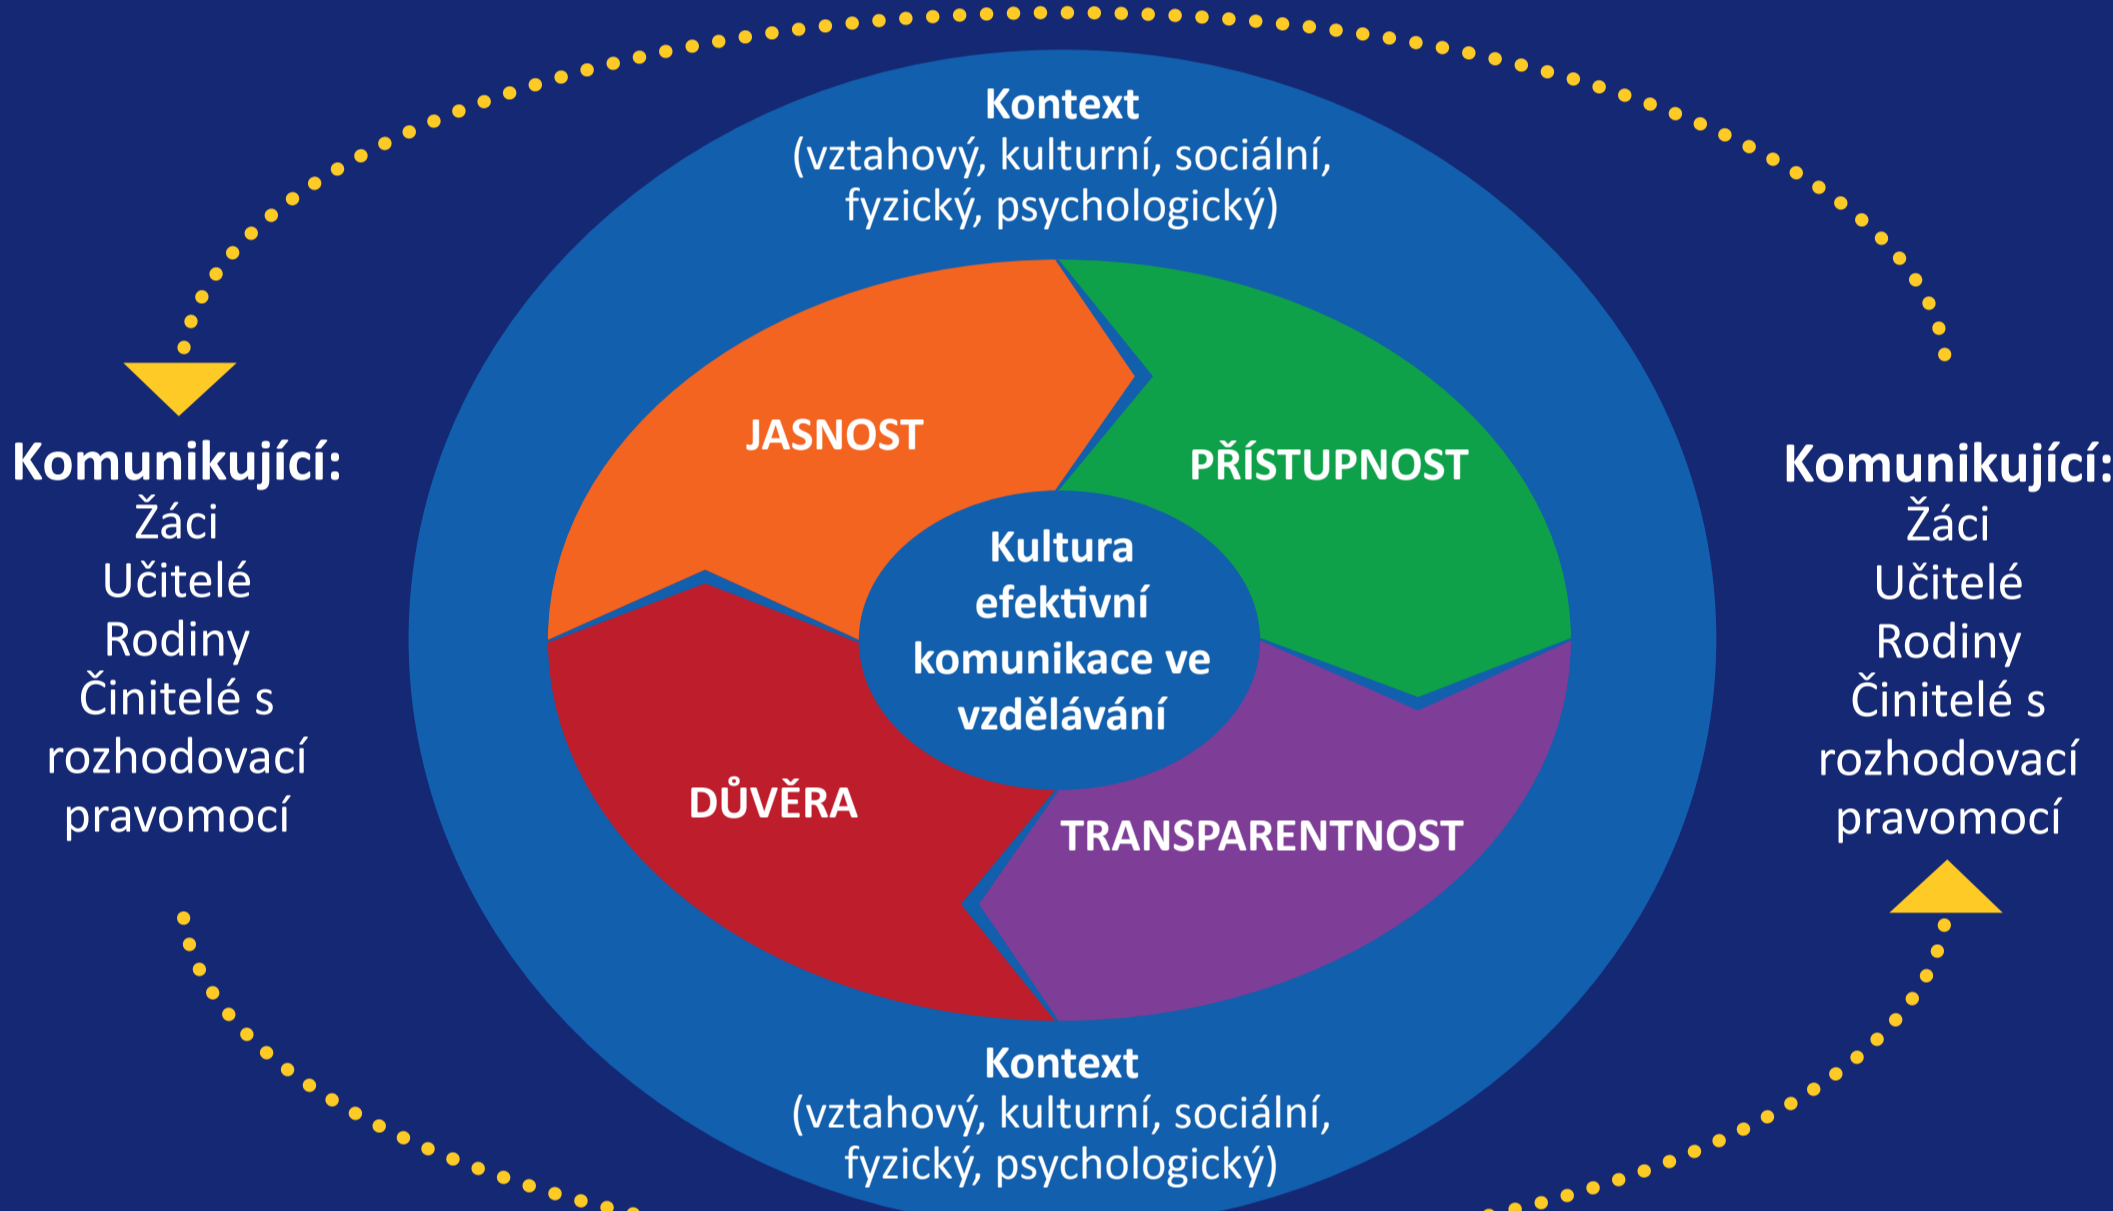 Kontext
(vztahový, kulturní, sociální,
fyzický, psychologický)
JASNOST
PŘÍSTUPNOST
Komunikující:
Žáci
Učitelé
Rodiny
Činitelé s
rozhodovací
pravomocí
Kultura
efektivní
komunikace ve
vzdělávání
Komunikující:
Žáci
Učitelé
Rodiny
Činitelé s
rozhodovací
pravomocí
DŮVĚRA
TRANSPARENTNOST
Kontext
(vztahový, kulturní, sociální,
fyzický, psychologický)